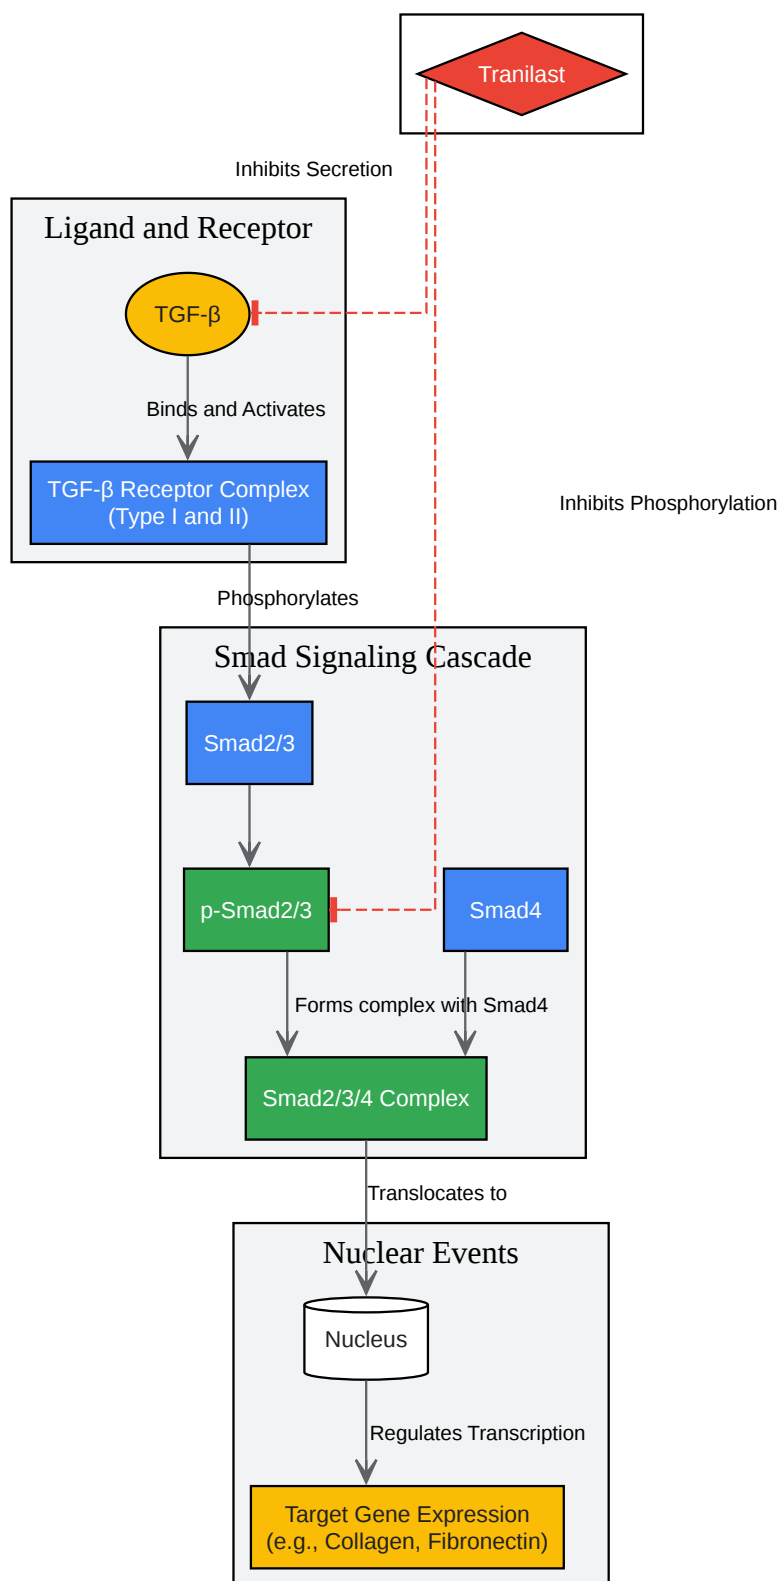 Tranilast
Inhibits Secretion
Ligand and Receptor
TGF-β
Binds and Activates
TGF-β Receptor Complex
(Type I and II)
Inhibits Phosphorylation
Phosphorylates
Smad Signaling Cascade
Smad2/3
p-Smad2/3
Smad4
Forms complex with Smad4
Smad2/3/4 Complex
Translocates to
Nuclear Events
Nucleus
Regulates Transcription
Target Gene Expression
(e.g., Collagen, Fibronectin)